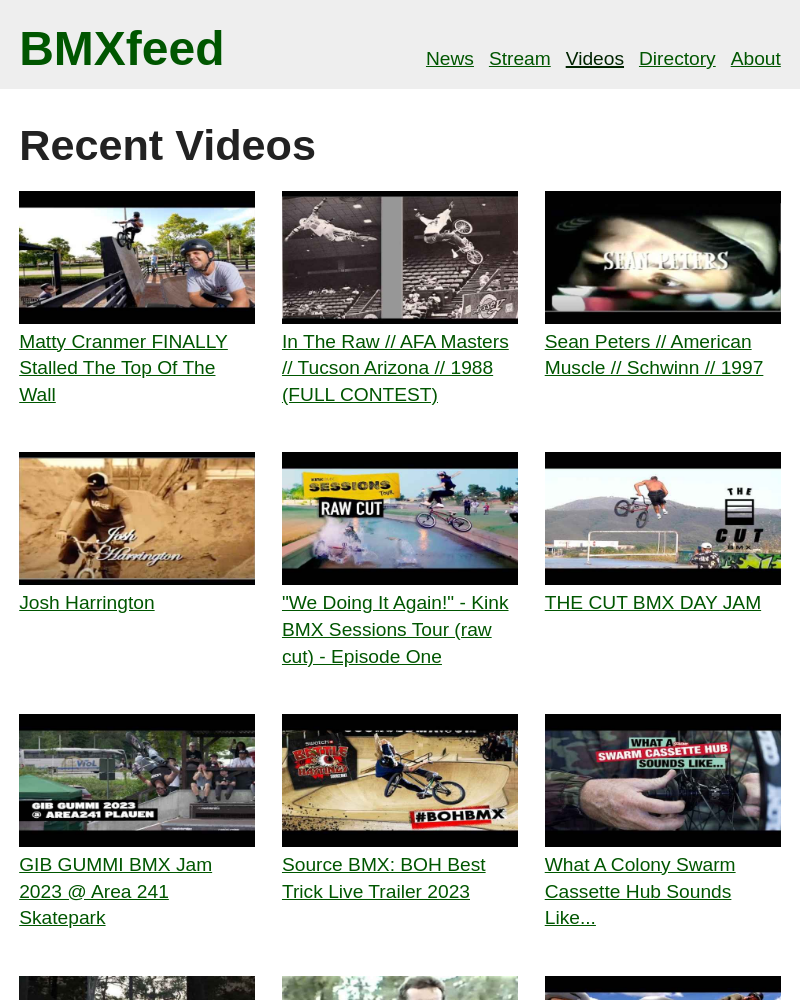 BMXfeed
News Stream Videos Directory About
Recent Videos
SEAN PETERS
Matty Cranmer FINALLY
Stalled The Top Of The
Wall
In The Raw // AFA Masters
// Tucson Arizona // 1988
(FULL CONTEST)
Sean Peters // American
Muscle // Schwinn // 1997
Josh
Harrington
SESSIONS
RAW CUT
THE
CUT
BMX
Josh Harrington
"We Doing It Again!" - Kink
BMX Sessions Tour (raw
cut) - Episode One
THE CUT BMX DAY JAM
GIB GUMMI 2023
@ AREA241 PLAUEN
#BOHBMX
WHAT A
SWARM CASSETTE HUB
SOUNDS LIKE...
GIB GUMMI BMX Jam
2023 @ Area 241
Skatepark
Source BMX: BOH Best
Trick Live Trailer 2023
What A Colony Swarm
Cassette Hub Sounds
Like...